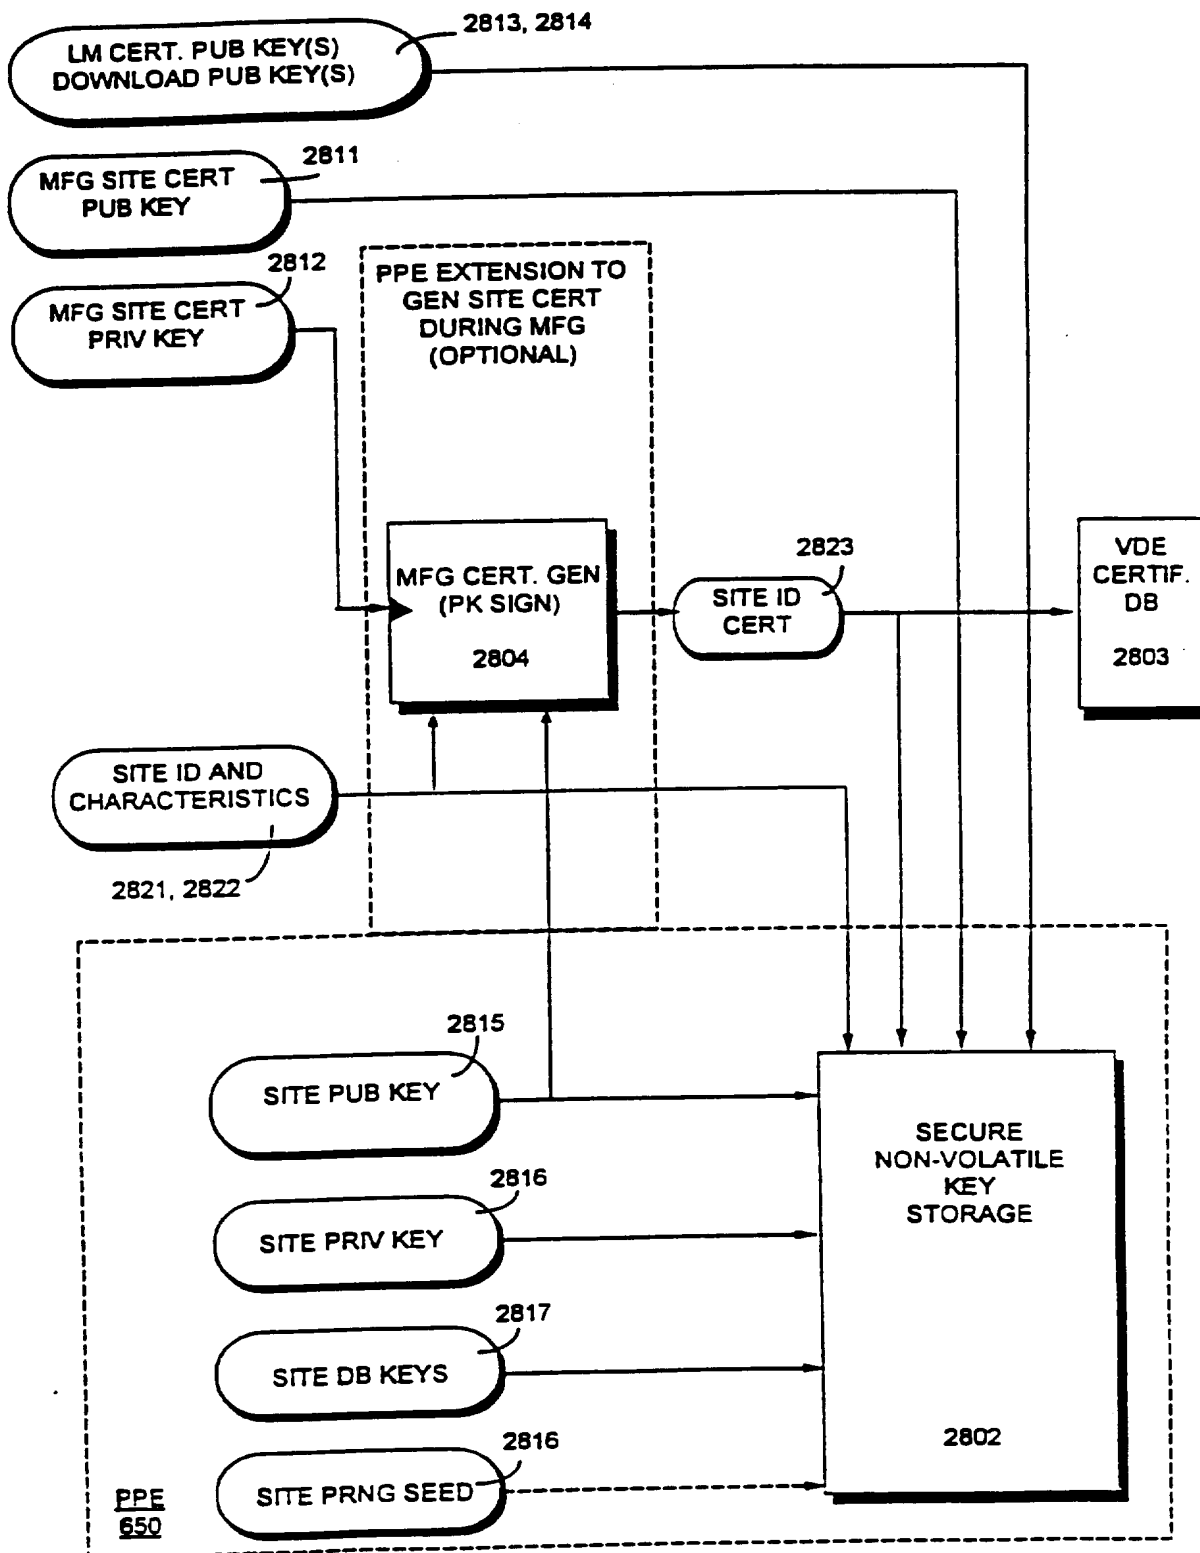 2813, 2814
LM CERT. PUB KEY(S)
DOWNLOAD PUB KEY(S)
2811
MFG SITE CERT
PUB KEY
2812
MFG SITE CERT
PRIV KEY
PPE EXTENSION TO
GEN SITE CERT
DURING MFG
(OPTIONAL)
MFG CERT. GEN
(PK SIGN)
2804
2823
SITE ID
CERT
VDE
CERTIF.
DB
2803
SITE ID AND
CHARACTERISTICS
2821, 2822
2815
SITE PUB KEY
2816
SITE PRIV KEY
2817
SITE DB KEYS
2816
SITE PRNG SEED
SECURE
NON-VOLATILE
KEY
STORAGE
2802
PPE
650